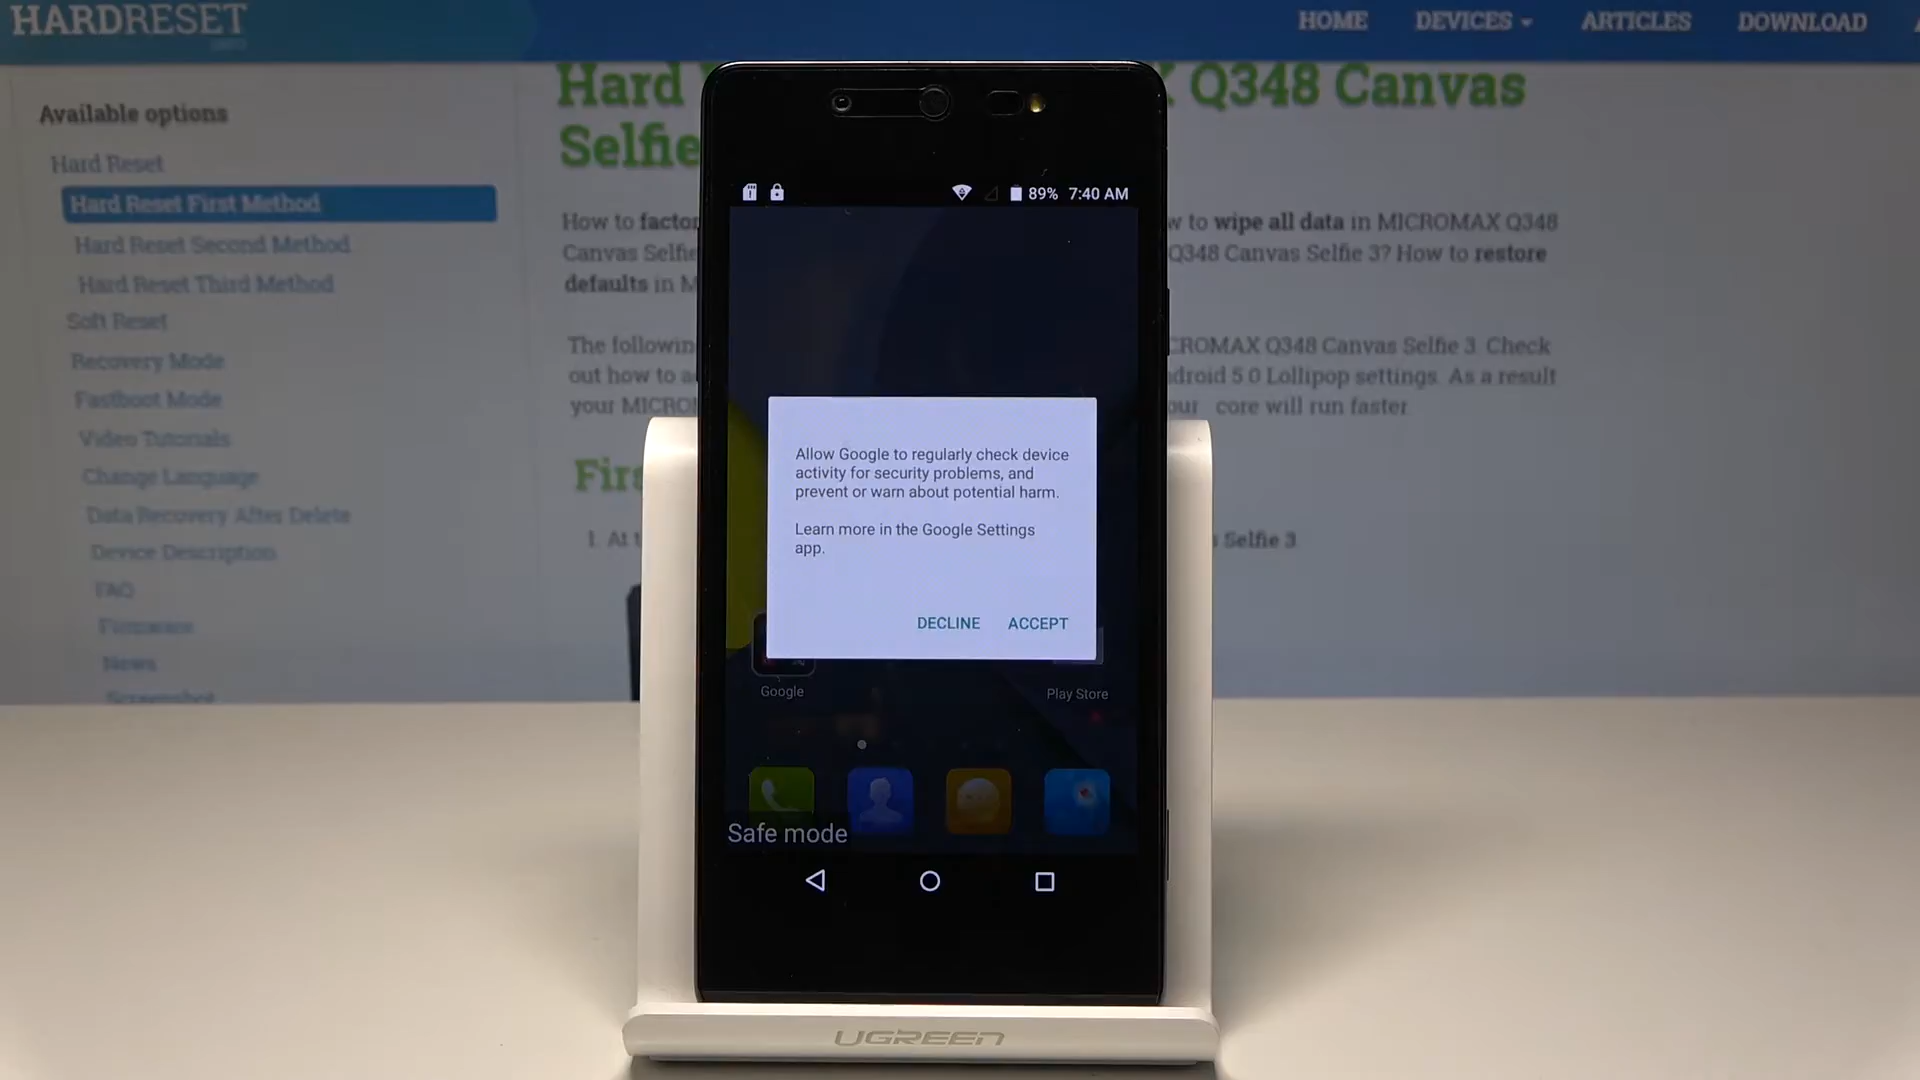 HARDRESET
HOME DEVICES ARTICLES DOWNLOAD
Available options
Hard Reset
Hard Reset First Method
Hard Reset Second Method
Hard Reset Third Method
Soft Reset
Recovery Mode
Fastboot Mode
Video Tutorials
Change Language
Data Recovery After Delete
Device Description
FAQ
Firmware
News
Screenshot
Hard Q348 Canvas
Selfie
How to w to wipe all data in MICROMAX Q348
Canvas Q348 Canvas Selfie 3? How to restore
defaults in
The CROMAX Q348 Canvas Selfie 3. Check
out how to droid 5.0 Lollipop settings. As a result
your core will run faster
1. At Selfie 3
89% 7:40 AM
Allow Google to regularly check device
activity for security problems, and
prevent or warn about potential harm.
Learn more in the Google Settings
app.
DECLINE ACCEPT
Google
Play Store
Safe mode
UGREEN